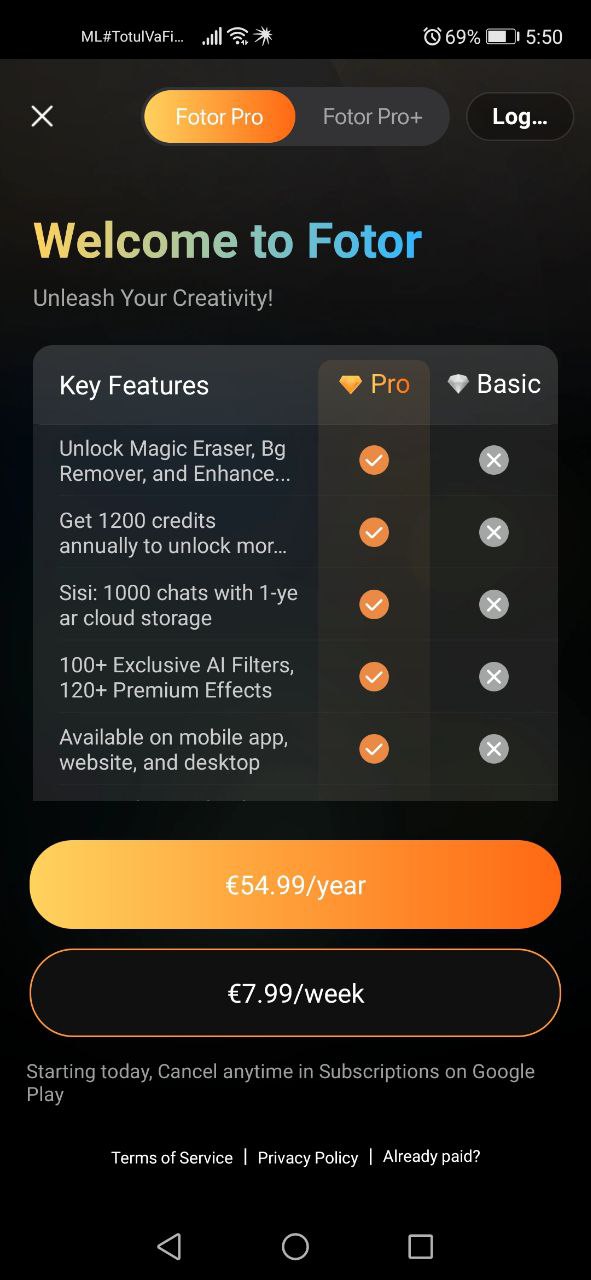 ML#TotulVaFi... 69% 5:50
Fotor Pro Fotor Pro+ Log...
Welcome to Fotor
Unleash Your Creativity!
Key Features Pro Basic
Unlock Magic Eraser, Bg
Remover, and Enhance...
Get 1200 credits
annually to unlock mor...
Sisi: 1000 chats with 1-ye
ar cloud storage
100+ Exclusive AI Filters,
120+ Premium Effects
Available on mobile app,
website, and desktop
€54.99/year
€7.99/week
Starting today, Cancel anytime in Subscriptions on Google
Play
Terms of Service | Privacy Policy | Already paid?